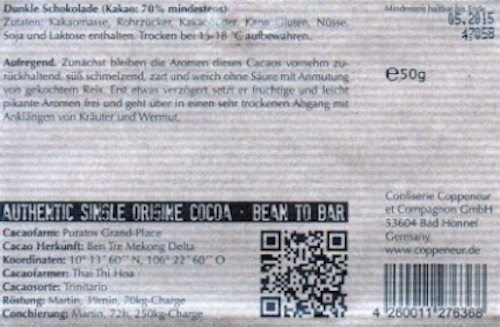 Dunkle Schokolade (Kakao: 70% mindestens)
Zutaten: Kakaomasse, Rohrzucker, Kakaobutter. Kann Gluten, Nüsse,
Soja und Laktose enthalten. Trocken bei 15-18 °C aufbewahren.
Mindestens haltbar bis Ende
05.2015
47058
Aufregend. Zunächst bleiben die Aromen dieses Cacaos vornehm zu-
rückhaltend, süß schmelzend, zart und weich ohne Säure mit Anmutung
von gekochtem Reis. Erst etwas verzögert setzt er fruchtige und leicht
pikante Aromen frei und geht über in einen sehr trockenen Abgang mit
Anklängen von Kräuter und Wermut.
℮50g
AUTHENTIC SINGLE ORIGINE COCOA · BEAN TO BAR
Cacaofarm: Puratos Grand-Place
Cacao Herkunft: Ben Tre Mekong Delta
Koordinaten: 10° 13´ 60´´ N, 106° 22´ 60´´ O
Cacaofarmer: Thai Thi Hoa
Cacaosorte: Trinitario
Röstung: Martin, 39min, 70kg-Charge
Conchierung: Martin, 72h, 250kg-Charge
Confiserie Coppeneur
et Compagnon GmbH
53604 Bad Honnef
Germany
www.coppeneur.de
4 260011 276368